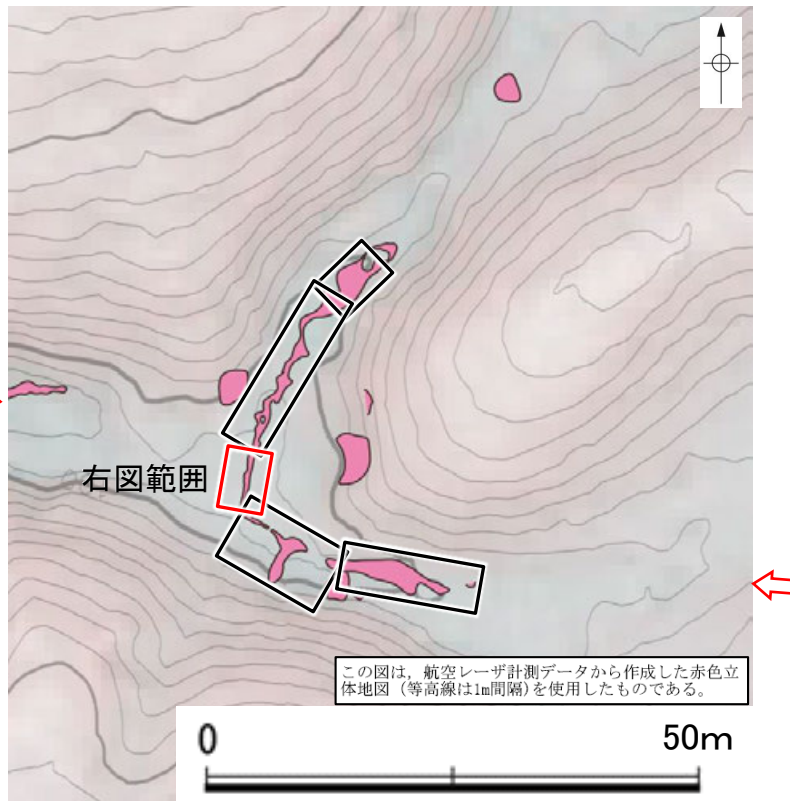 右図範囲
この図は，航空レーザ計測データから作成した赤色立
体地図（等高線は1m間隔)を使用したものである。
0 50m